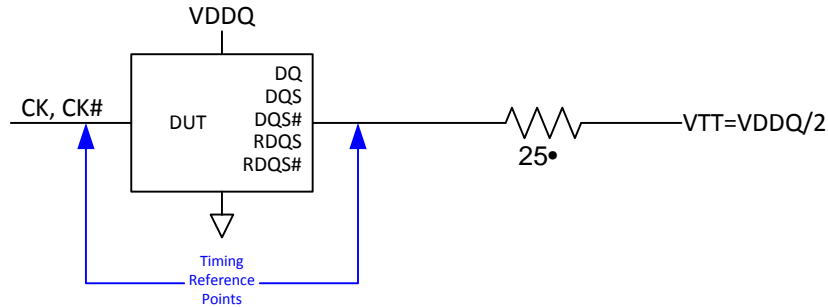 VDDQ
CK, CK#
DUT
DQ
DQS
DQS#
RDQS
RDQS#
25•
VTT=VDDQ/2
Timing
Reference
Points